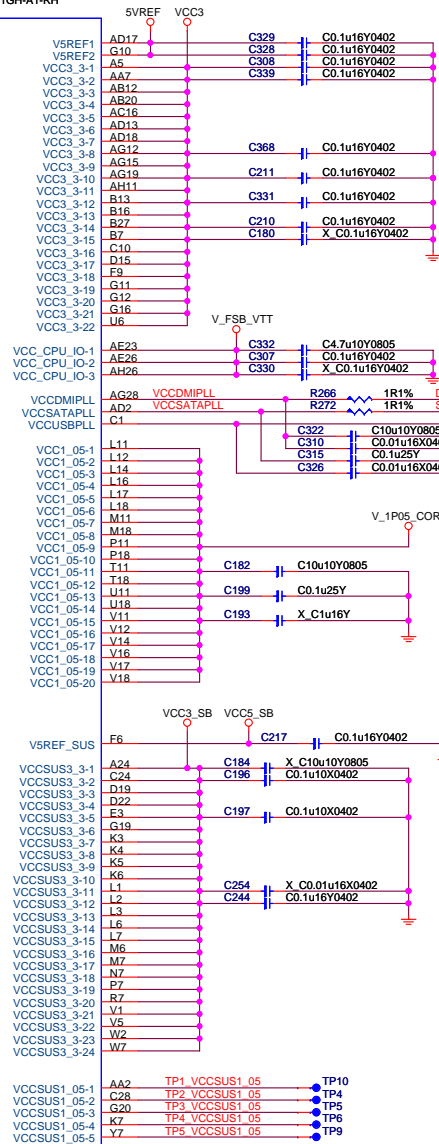 5VREF VCC3
V5REF1 AD17 C329 C0.1u16Y0402
V5REF2 G10 C328 C0.1u16Y0402
VCC3_3-1 A5 C308 C0.1u16Y0402
VCC3_3-2 AA7 C339 C0.1u16Y0402
VCC3_3-3 AB12
VCC3_3-4 AB20
VCC3_3-5 AC16
VCC3_3-6 AD13
VCC3_3-7 AD18
VCC3_3-8 AG12 C368 C0.1u16Y0402
VCC3_3-9 AG15
VCC3_3-10 AG19 C211 C0.1u16Y0402
VCC3_3-11 AH11
VCC3_3-12 B13 C331 C0.1u16Y0402
VCC3_3-13 B16
VCC3_3-14 B27 C210 C0.1u16Y0402
VCC3_3-15 B7 C180 X_C0.1u16Y0402
VCC3_3-16 C10
VCC3_3-17 D15
VCC3_3-18 F9
VCC3_3-19 G11
VCC3_3-20 G12
VCC3_3-21 G16
VCC3_3-22 U6
V_FSB_VTT
VCC_CPU_IO-1 AE23 C332 C4.7u10Y0805
VCC_CPU_IO-2 AE26 C307 C0.1u16Y0402
VCC_CPU_IO-3 AH26 C330 X_C0.1u16Y0402
VCCDMIPLL AG28 VCCDMIPLL R266 1R1%
VCCSATAPLL AD2 VCCSATAPLL R272 1R1%
VCCUSBPLL C1
C322 C10u10Y0805
C310 C0.01u16X040
C315 C0.1u25Y
C326 C0.01u16X040
VCC1_05-1 L11
VCC1_05-2 L12
VCC1_05-3 L14
VCC1_05-4 L16
VCC1_05-5 L17
VCC1_05-6 L18
VCC1_05-7 M11
VCC1_05-8 M18
V_1P05_COR
VCC1_05-9 P11
VCC1_05-10 P18
VCC1_05-11 T11 C182 C10u10Y0805
VCC1_05-12 T18
VCC1_05-13 U11 C199 C0.1u25Y
VCC1_05-14 U18
VCC1_05-15 V11 C193 X_C1u16Y
VCC1_05-16 V12
VCC1_05-17 V14
VCC1_05-18 V16
VCC1_05-19 V17
VCC1_05-20 V18
VCC3_SB VCC5_SB
V5REF_SUS F6 C217 C0.1u16Y0402
VCCSUS3_3-1 A24 C184 X_C10u10Y0805
VCCSUS3_3-2 C24 C196 C0.1u10X0402
VCCSUS3_3-3 D19
VCCSUS3_3-4 D22
VCCSUS3_3-5 E3 C197 C0.1u10X0402
VCCSUS3_3-6 G19
VCCSUS3_3-7 K3
VCCSUS3_3-8 K4
VCCSUS3_3-9 K5
VCCSUS3_3-10 K6
VCCSUS3_3-11 L1 C254 X_C0.01u16X0402
VCCSUS3_3-12 L2 C244 C0.1u16Y0402
VCCSUS3_3-13 L3
VCCSUS3_3-14 L6
VCCSUS3_3-15 L7
VCCSUS3_3-16 M6
VCCSUS3_3-17 M7
VCCSUS3_3-18 N7
VCCSUS3_3-19 P7
VCCSUS3_3-20 R7
VCCSUS3_3-21 V1
VCCSUS3_3-22 V5
VCCSUS3_3-23 W2
VCCSUS3_3-24 W7
VCCSUS1_05-1 AA2 TP1_VCCSUS1_05 TP10
VCCSUS1_05-2 C28 TP2_VCCSUS1_05 TP4
VCCSUS1_05-3 G20 TP3_VCCSUS1_05 TP5
VCCSUS1_05-4 K7 TP4_VCCSUS1_05 TP6
VCCSUS1_05-5 Y7 TP5_VCCSUS1_05 TP9